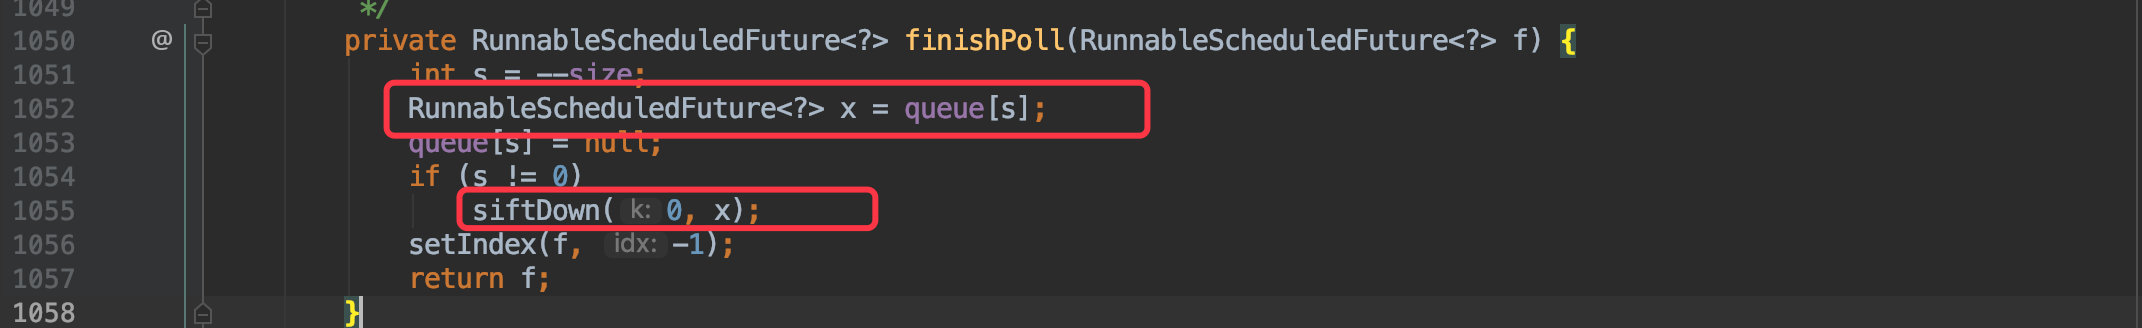 1049 */
1050 @ private RunnableScheduledFuture<?> finishPoll(RunnableScheduledFuture<?> f) {
1051 int s = --size;
1052 RunnableScheduledFuture<?> x = queue[s];
1053 queue[s] = null;
1054 if (s != 0)
1055 siftDown( k: 0, x);
1056 setIndex(f, idx: -1);
1057 return f;
1058 }